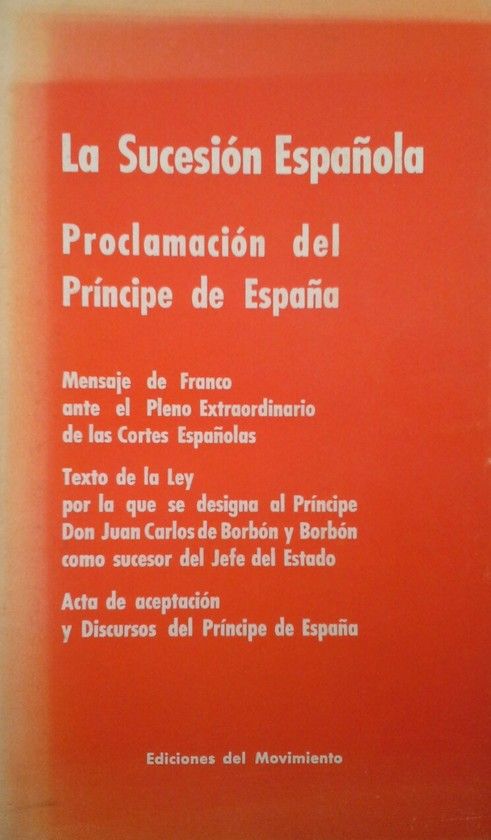 La Sucesión Española
Proclamación del
Príncipe de España
Mensaje de Franco
ante el Pleno Extraordinario
de las Cortes Españolas
Texto de la Ley
por la que se designa al Príncipe
Don Juan Carlos de Borbón y Borbón
como sucesor del Jefe del Estado
Acta de aceptación
y Discursos del Príncipe de España
Ediciones del Movimiento